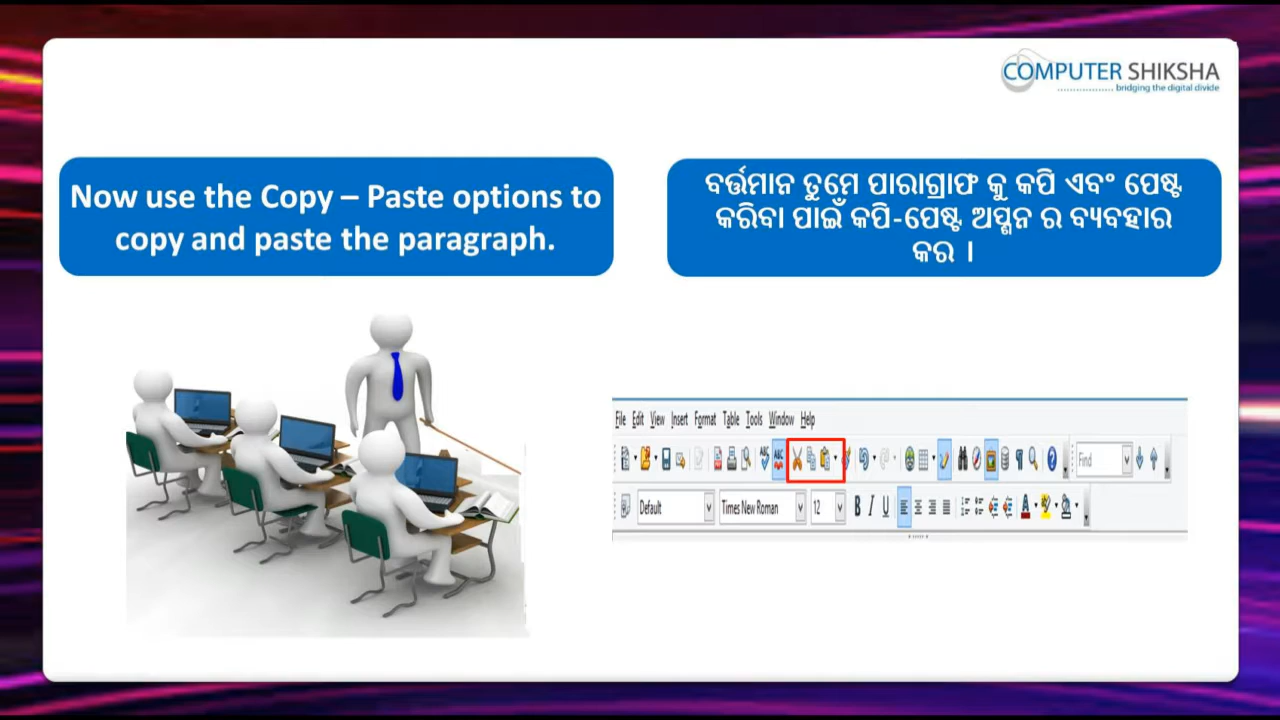 COMPUTER SHIKSHA
bridging the digital divide
Now use the Copy – Paste options to
copy and paste the paragraph.
ବର୍ତ୍ତମାନ ତୁମେ ପାରାଗ୍ରାଫ କୁ କପି ଏବଂ ପେଷ୍ଟ
କରିବା ପାଇଁ କପି-ପେଷ୍ଟ ଅପ୍ସନ ର ବ୍ୟବହାର
କର ।
File Edit View Insert Format Table Tools Window Help
ABC ABC Find
Default Times New Roman 12 B I U A